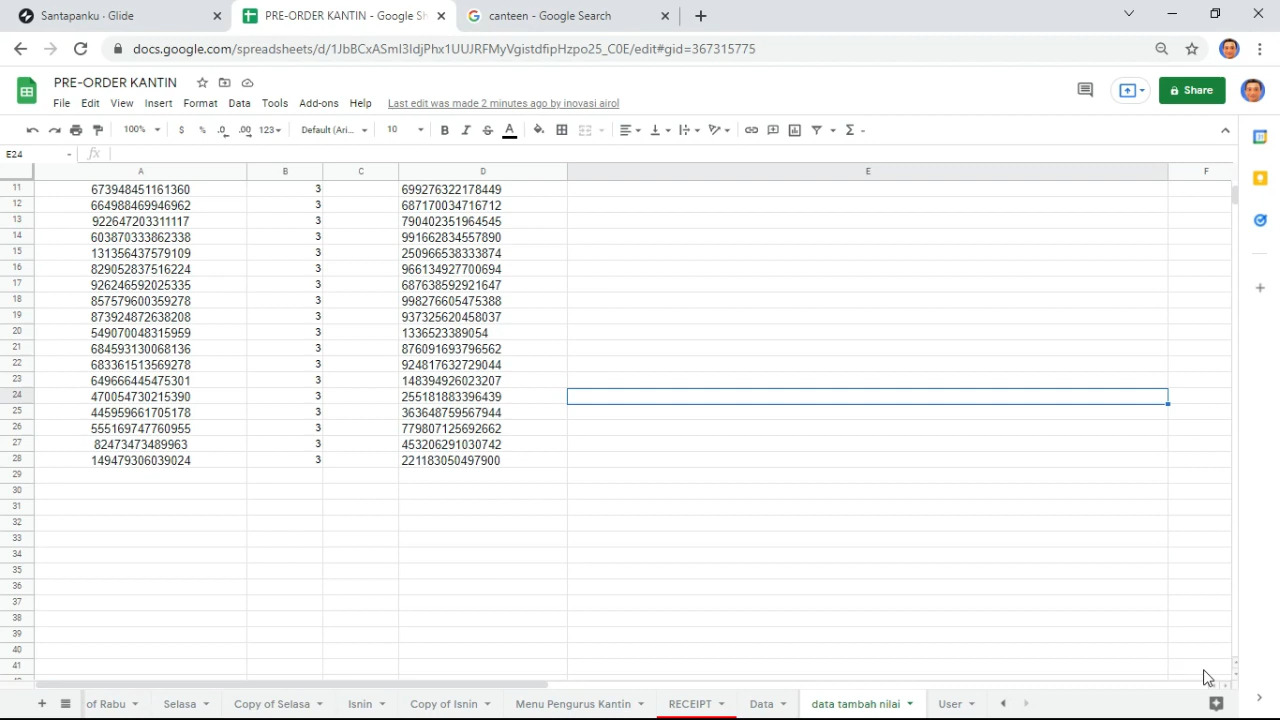 Santapanku · Glide
PRE-ORDER KANTIN - Google Sh
canteen - Google Search
docs.google.com/spreadsheets/d/1JbBCxASmI3IdjPhx1UUJRFMyVgistdfipHzpo25_C0E/edit#gid=367315775
PRE-ORDER KANTIN
File Edit View Insert Format Data Tools Add-ons Help Last edit was made 2 minutes ago by inovasi airol
Share
100% $ % .0 .00 123 Default (Ari... 10 B I S A Σ
E24 fx
A B C D E F
11 673948451161360 3 699276322178449
12 664988469946962 3 687170034716712
13 922647203311117 3 790402351964545
14 603870333862338 3 991662834557890
15 131356437579109 3 250966538333874
16 829052837516224 3 966134927700694
17 926246592025335 3 687638592921647
18 857579600359278 3 998276605475388
19 873924872638208 3 937325620458037
20 549070048315959 3 1336523389054
21 684593130068136 3 876091693796562
22 683361513569278 3 924817632729044
23 649666445475301 3 148394926023207
24 470054730215390 3 255181883396439
25 445959661705178 3 363648759567944
26 555169747760955 3 779807125692662
27 82473473489963 3 453206291030742
28 149479306039024 3 221183050497900
29
30
31
32
33
34
35
36
37
38
39
40
41
of Rabu Selasa Copy of Selasa Isnin Copy of Isnin enu Pengurus Kantin RECEIPT Data data tambah nilai User